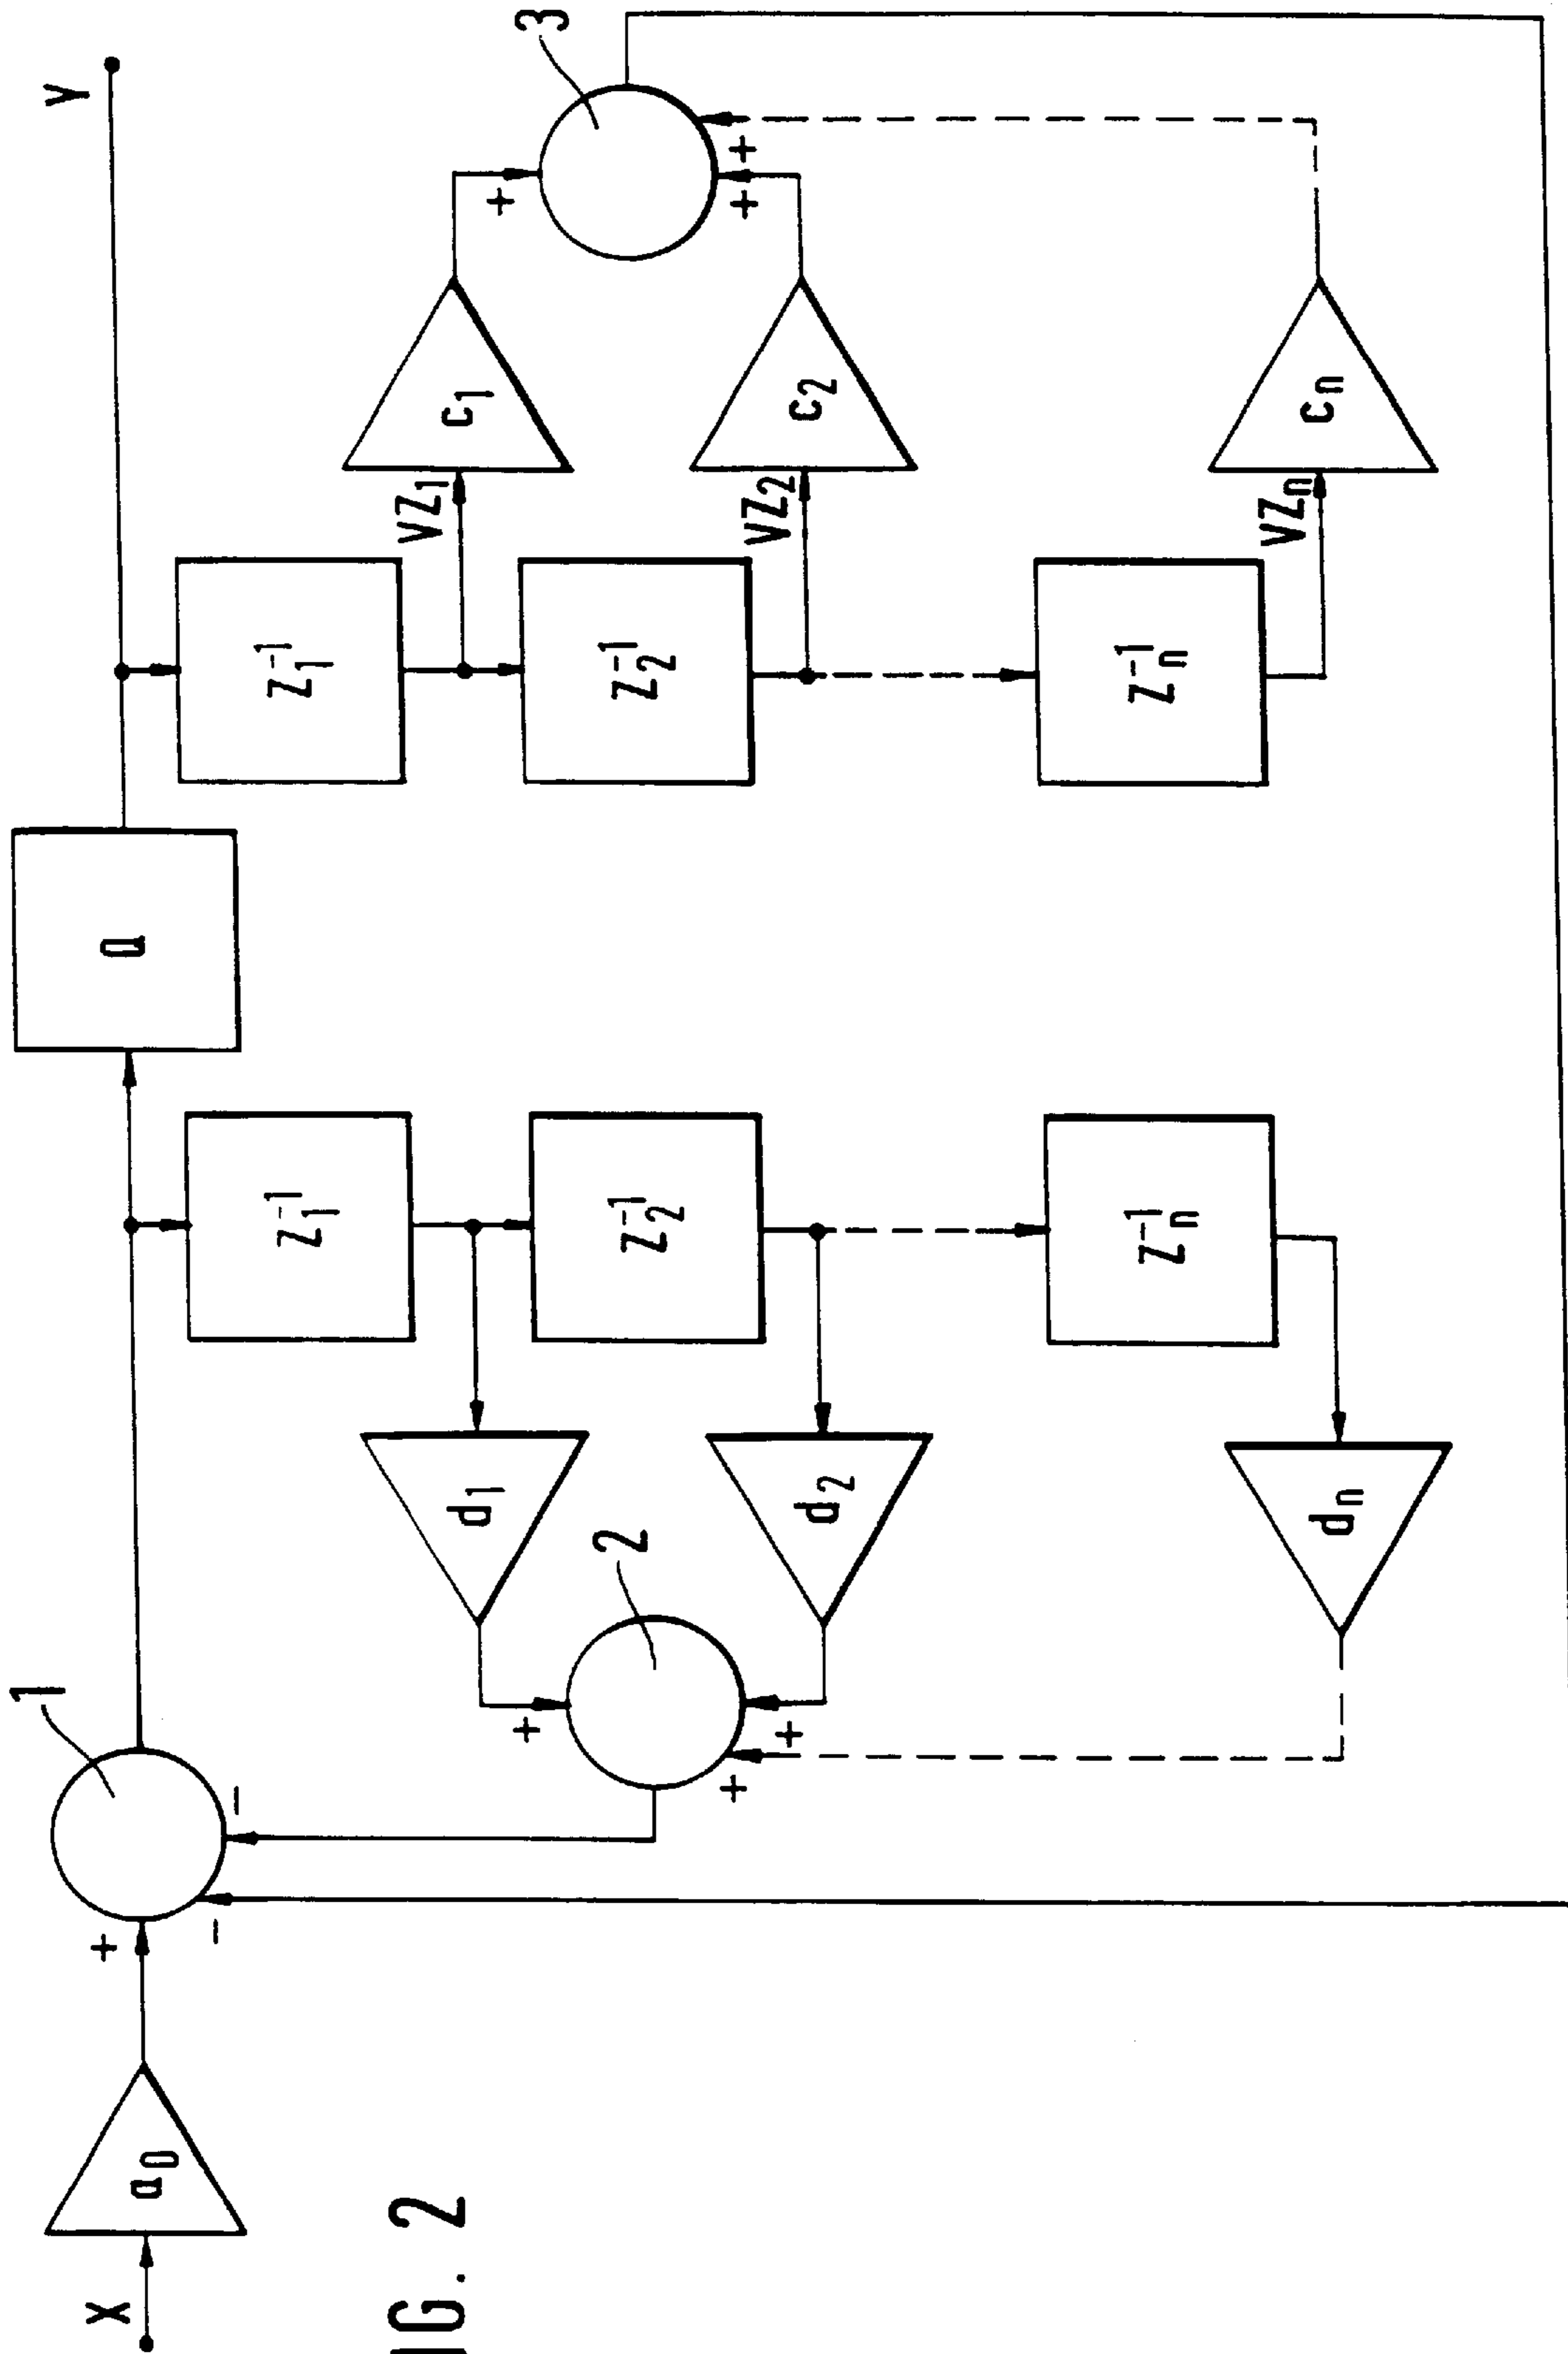 1
X
a0
+
−
−
Q
Y
Z1^-1
Z1^-1
3
+
d1
VZ1
c1
+
2
Z2^-1
Z2^-1
+
+
d2
VZ2
c2
+
+
Zn^-1
Zn^-1
dn
VZn
cn
IG. 2